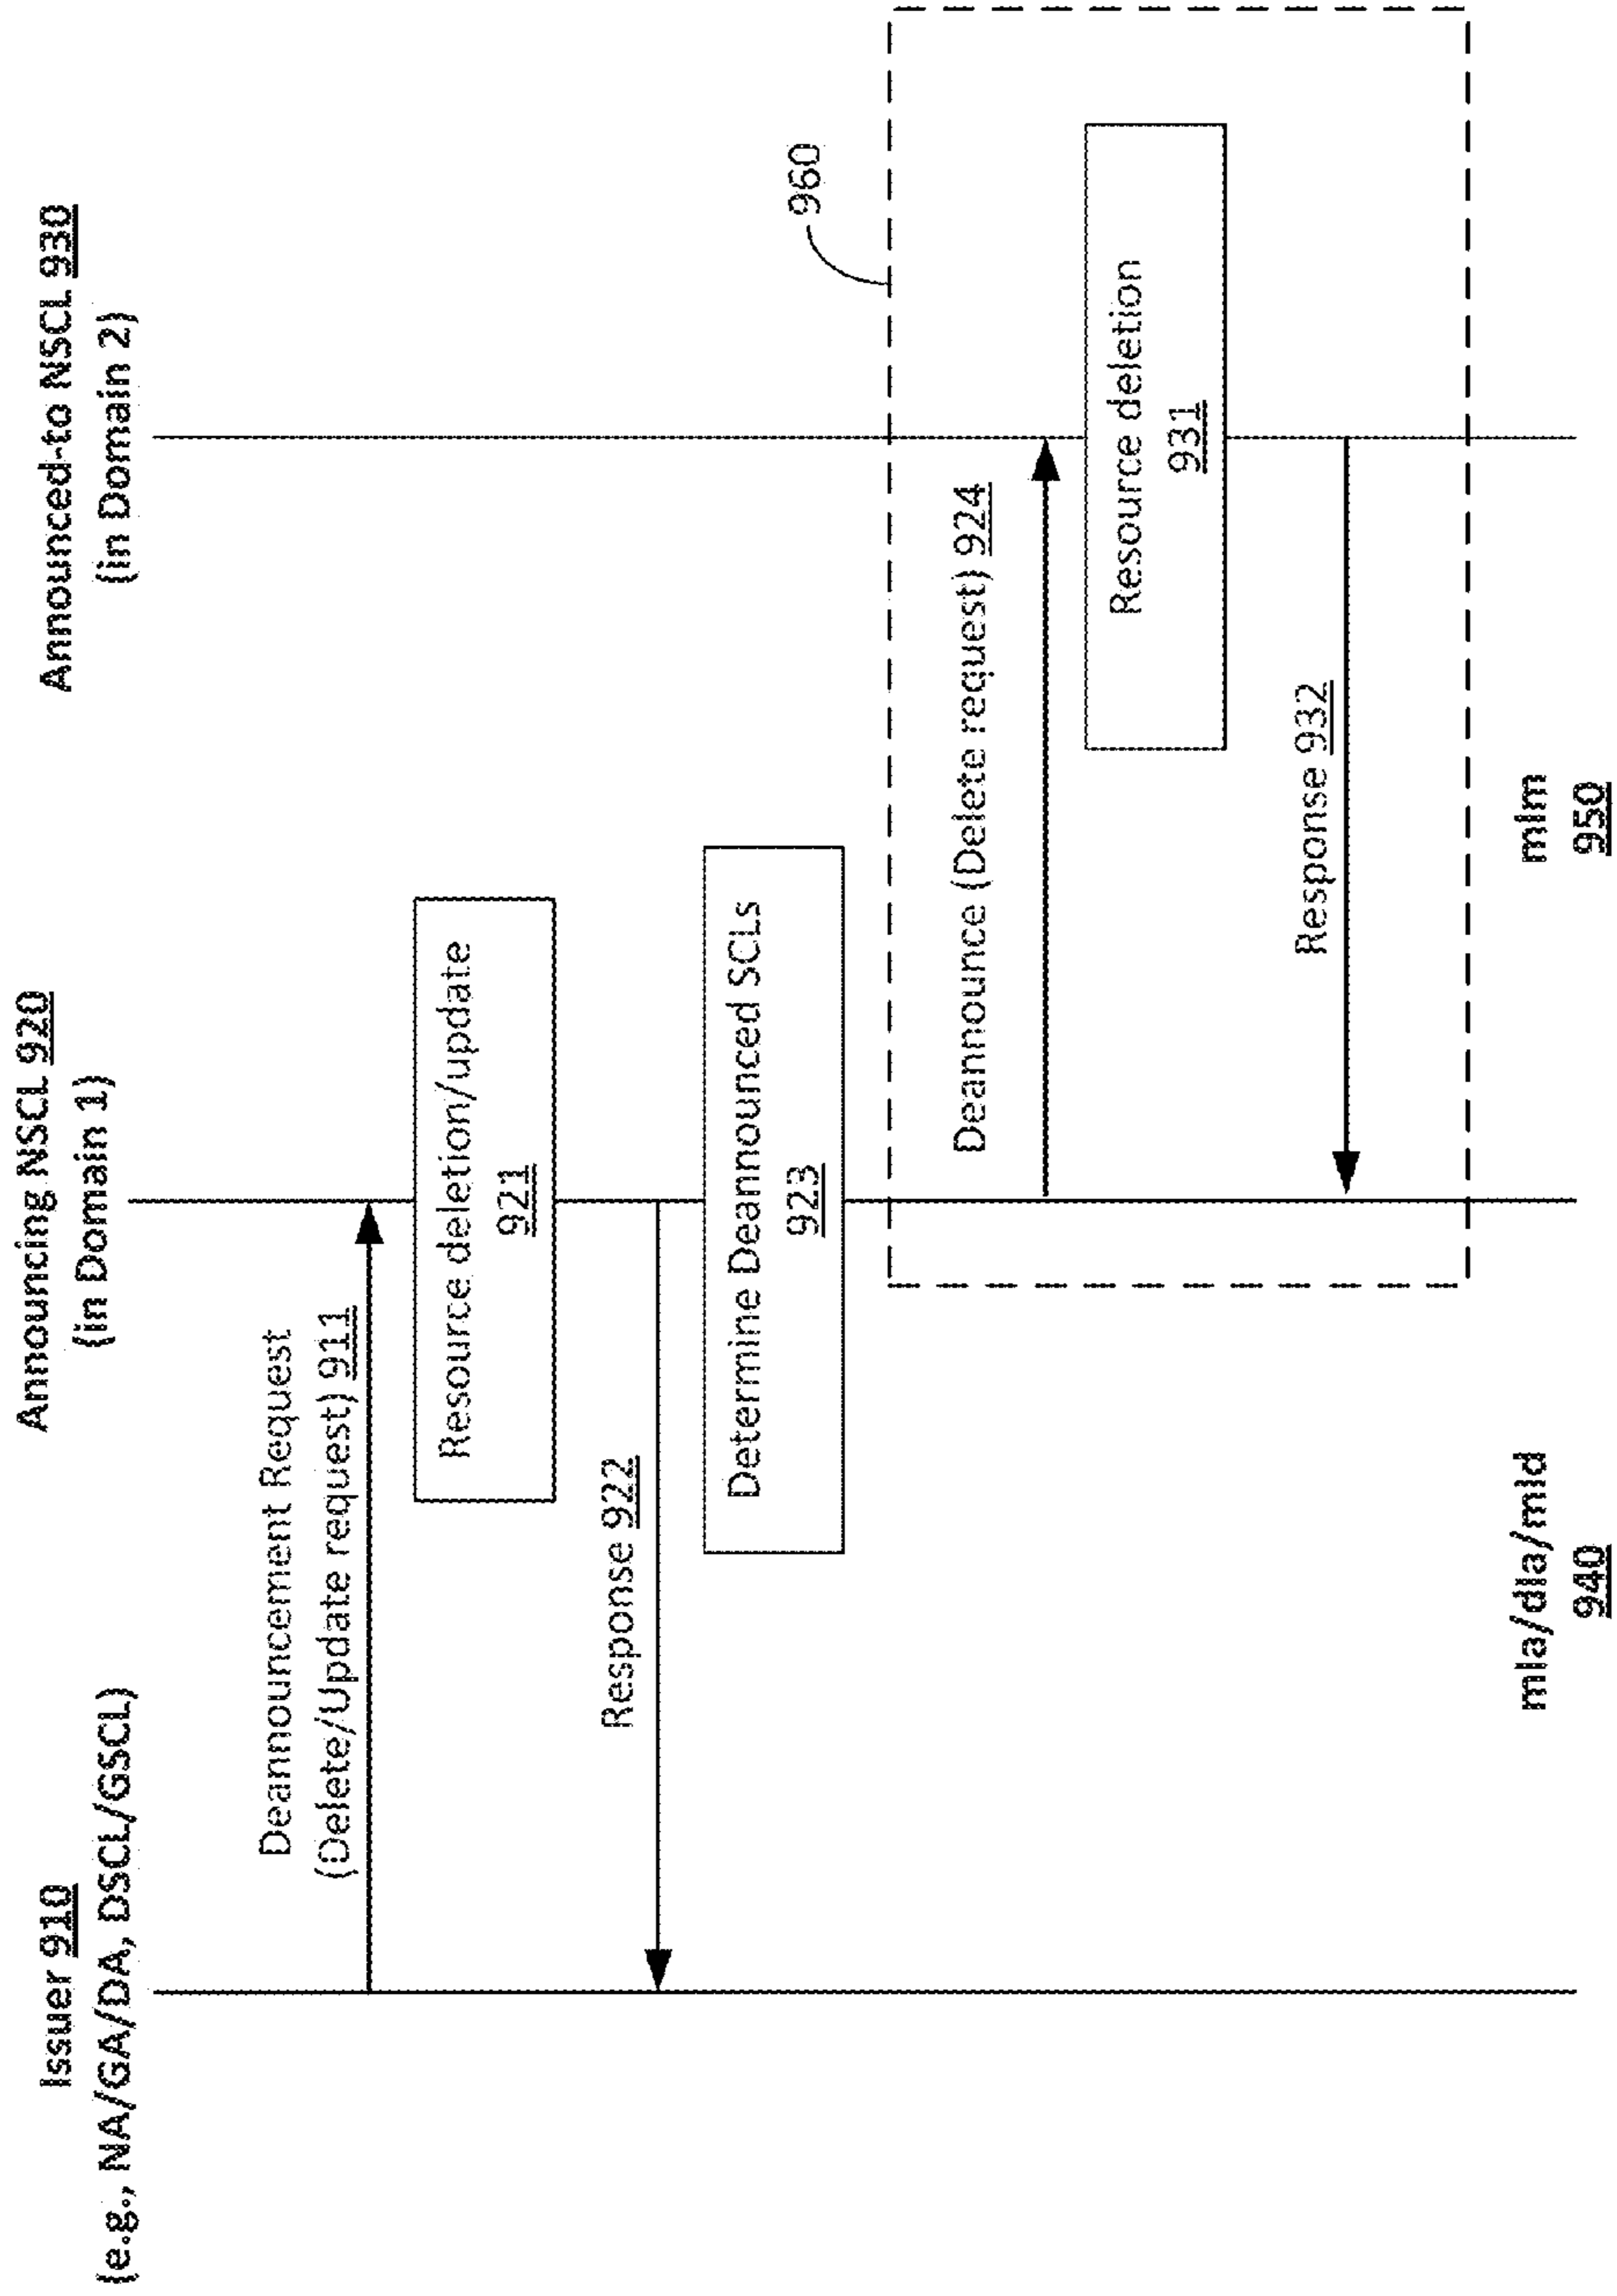 Issuer 910
(e.g., NA/GA/DA, DSCL/GSCL)
Announcing NSCL 920
(in Domain 1)
Announced-to NSCL 930
(in Domain 2)
Deannouncement Request
(Delete/Update request) 911
Resource deletion/update
921
Response 922
Determine Deannounced SCLs
923
960
Deannounce (Delete request) 924
Resource deletion
931
Response 932
mIa/dIa/mId
940
mIm
950